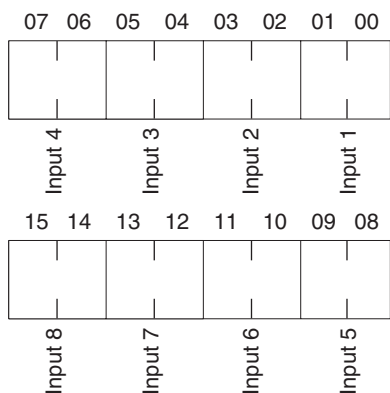 07 06 05 04 03 02 01 00
Input 4 Input 3 Input 2 Input 1
15 14 13 12 11 10 09 08
Input 8 Input 7 Input 6 Input 5